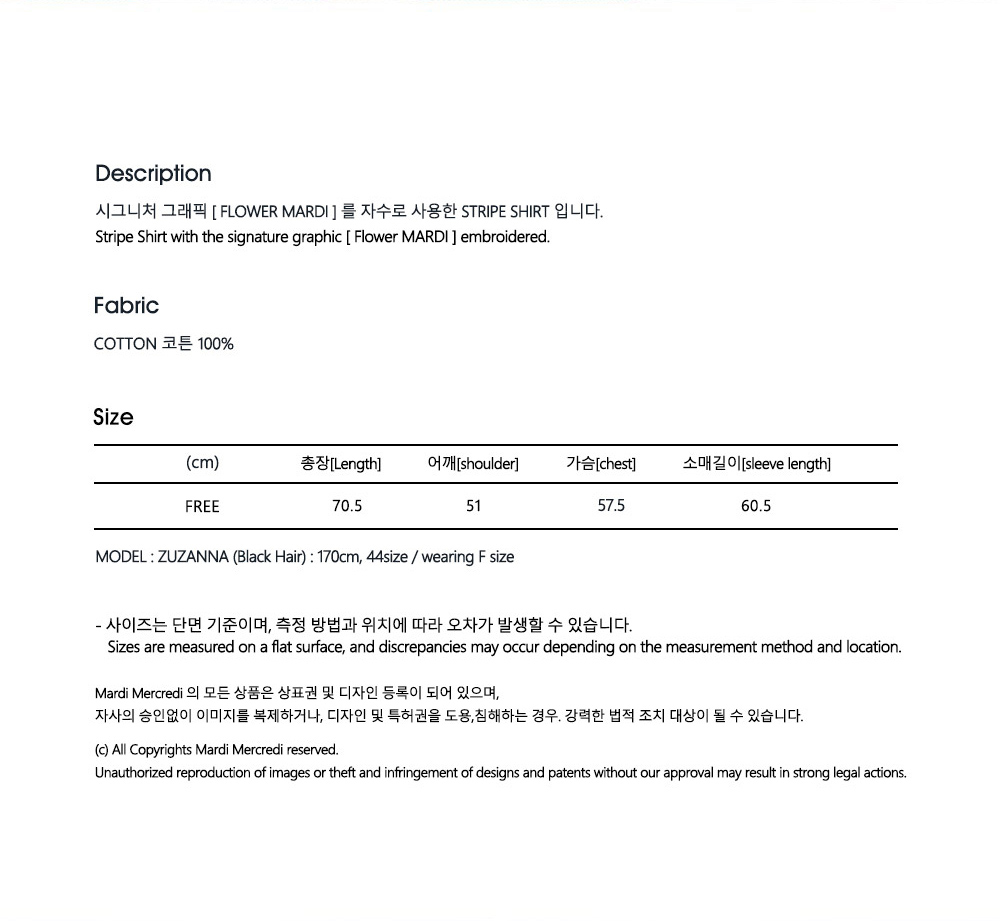 Description
시그니처 그래픽 [ FLOWER MARDI ] 를 자수로 사용한 STRIPE SHIRT 입니다.
Stripe Shirt with the signature graphic [ Flower MARDI ] embroidered.
Fabric
COTTON 코튼 100%
Size
(cm) 총장[Length] 어깨[shoulder] 가슴[chest] 소매길이[sleeve length]
FREE 70.5 51 57.5 60.5
MODEL : ZUZANNA (Black Hair) : 170cm, 44size / wearing F size
- 사이즈는 단면 기준이며, 측정 방법과 위치에 따라 오차가 발생할 수 있습니다.
Sizes are measured on a flat surface, and discrepancies may occur depending on the measurement method and location.
Mardi Mercredi 의 모든 상품은 상표권 및 디자인 등록이 되어 있으며,
자사의 승인없이 이미지를 복제하거나, 디자인 및 특허권을 도용,침해하는 경우. 강력한 법적 조치 대상이 될 수 있습니다.
(c) All Copyrights Mardi Mercredi reserved.
Unauthorized reproduction of images or theft and infringement of designs and patents without our approval may result in strong legal actions.